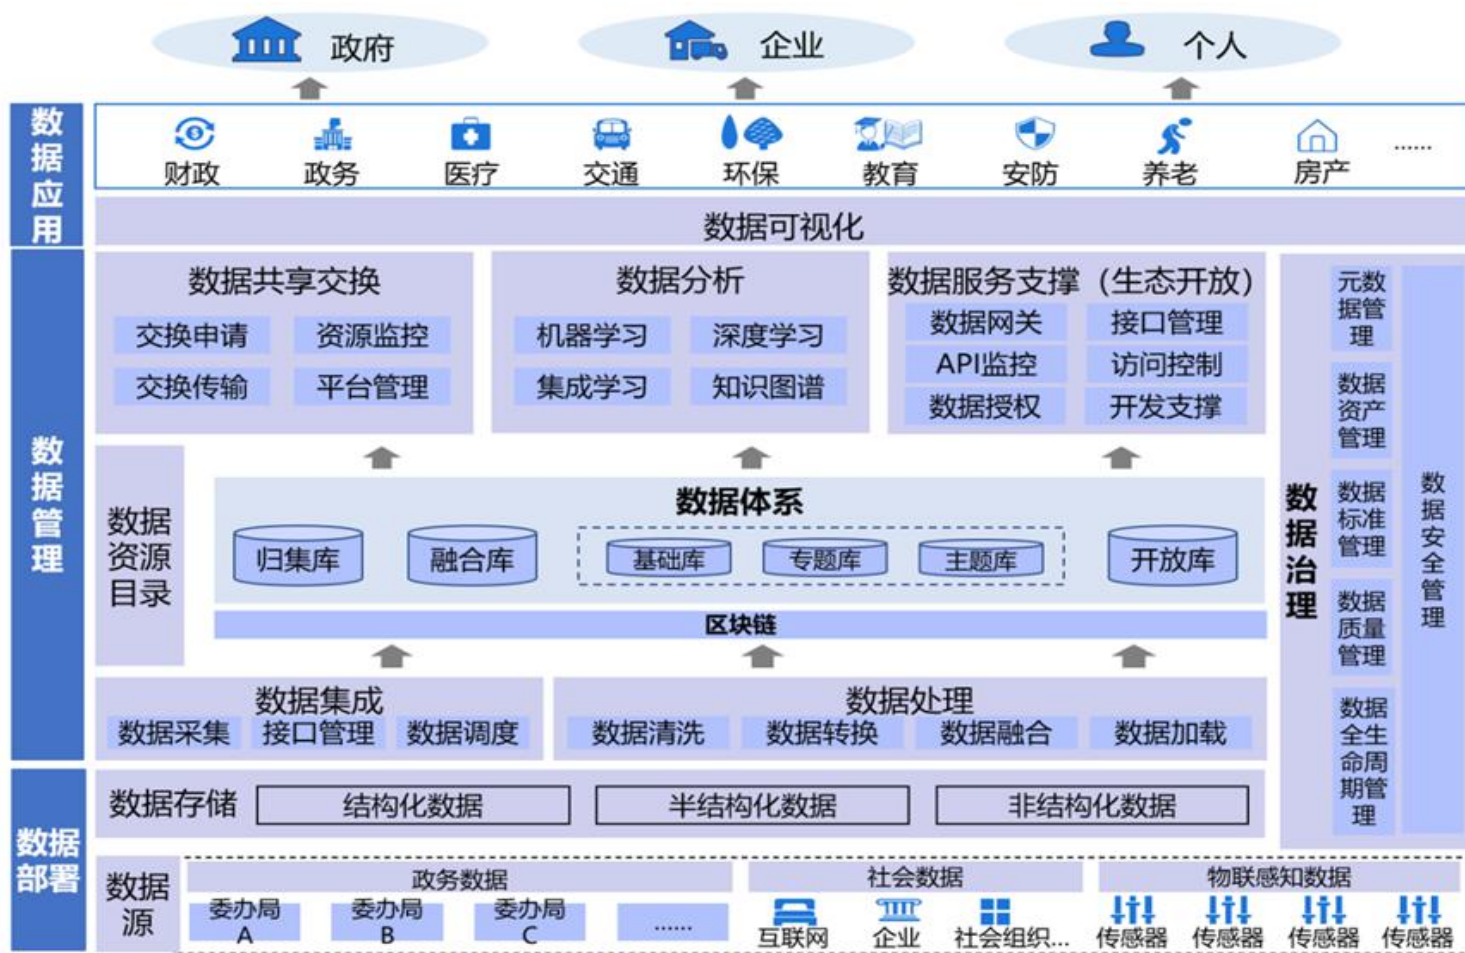 政府
企业
个人
数据应用
财政
政务
医疗
交通
环保
教育
安防
养老
房产
......
数据可视化
数据管理
数据共享交换
交换申请
资源监控
交换传输
平台管理
数据分析
机器学习
深度学习
集成学习
知识图谱
数据服务支撑（生态开放）
数据网关
接口管理
API监控
访问控制
数据授权
开发支撑
数据
资源
目录
数据体系
归集库
融合库
基础库
专题库
主题库
开放库
区块链
数据集成
数据采集
接口管理
数据调度
数据处理
数据清洗
数据转换
数据融合
数据加载
数据治理
元数
据管
理
数据
资产
管理
数据
标准
管理
数据
质量
管理
数据
全生
命周
期管
理
数据安全管理
数据
部署
数据存储
结构化数据
半结构化数据
非结构化数据
数据
源
政务数据
委办局
A
委办局
B
委办局
C
......
社会数据
互联网
企业
社会组织...
物联感知数据
传感器
传感器
传感器
传感器